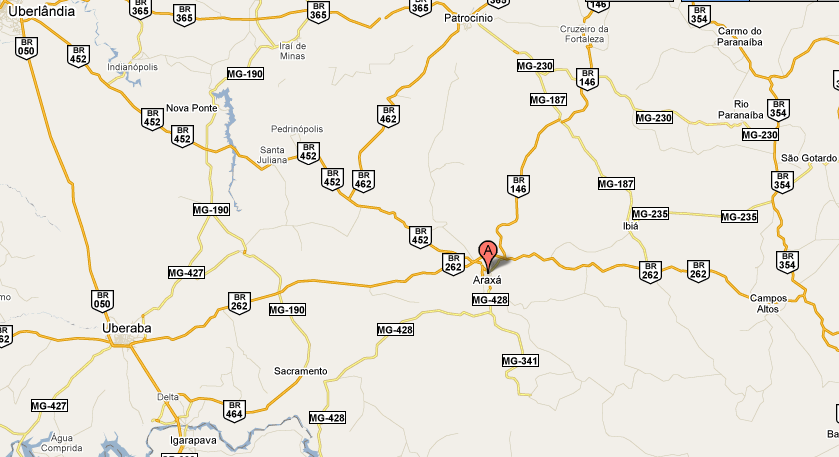 Uberlândia
BR
365
BR
365
BR
365
BR
365
Patrocínio
BR
146
Cruzeiro da
Fortaleza
BR
354
Carmo do
Paranaíba
BR
050
BR
452
Iraí de
Minas
Indianópolis
MG-190
MG-230
BR
146
MG-187
Nova Ponte
BR
452
BR
452
BR
462
Pedrinópolis
MG-230
Rio
Paranaíba
BR
354
MG-230
Santa
Juliana
BR
452
BR
452
BR
462
BR
146
MG-187
São Gotardo
BR
354
MG-190
MG-235
MG-235
Ibiá
BR
452
A
BR
262
Araxá
BR
262
BR
262
BR
354
MG-427
BR
050
BR
262
MG-190
MG-428
Campos
Altos
Uberaba
MG-428
MG-341
Sacramento
MG-427
Delta
BR
464
MG-428
Igarapava
Água
Comprida